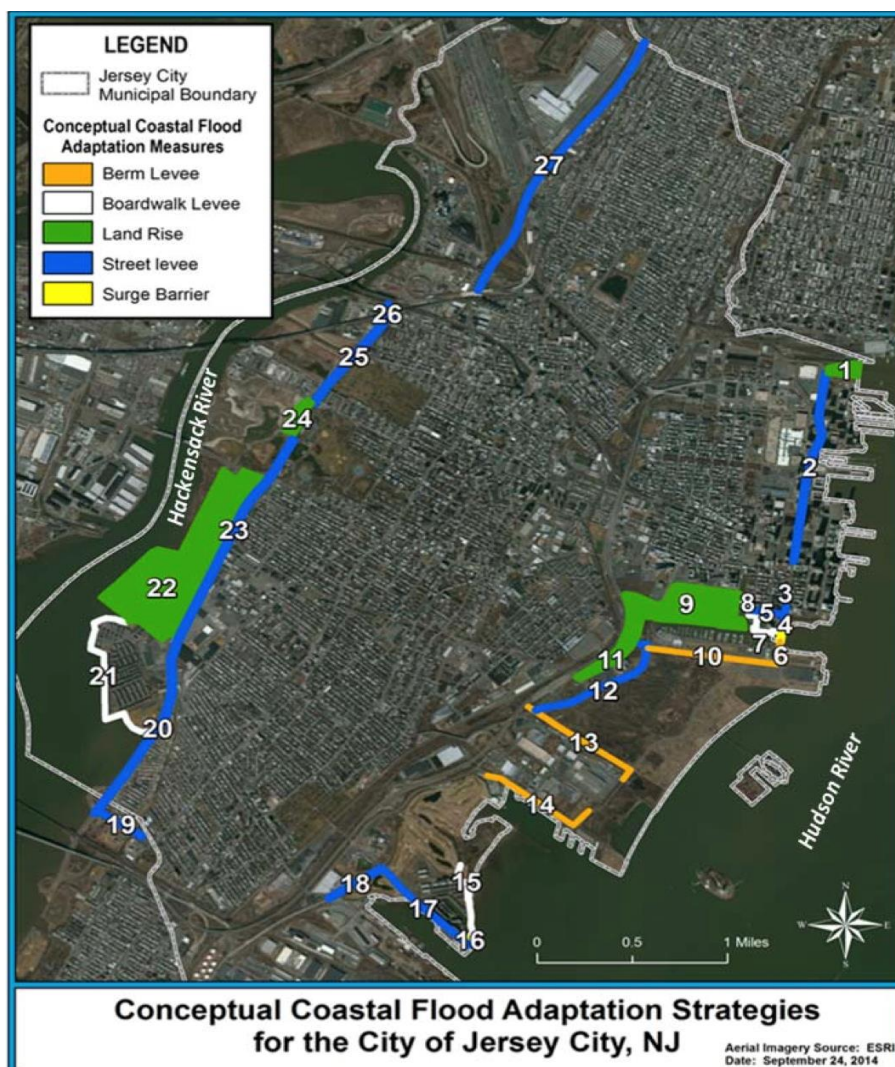 LEGEND
Jersey City
Municipal Boundary
Conceptual Coastal Flood
Adaptation Measures
Berm Levee
Boardwalk Levee
Land Rise
Street levee
Surge Barrier
27
26
25
1
24
2
Hackensack River
23
22
3
8
9
5
4
7
6
10
21
11
12
20
13
14
19
Hudson River
15
18
17
16
N
W
E
S
0
0.5
1 Miles
Conceptual Coastal Flood Adaptation Strategies
for the City of Jersey City, NJ
Aerial Imagery Source: ESRI
Date: September 24, 2014